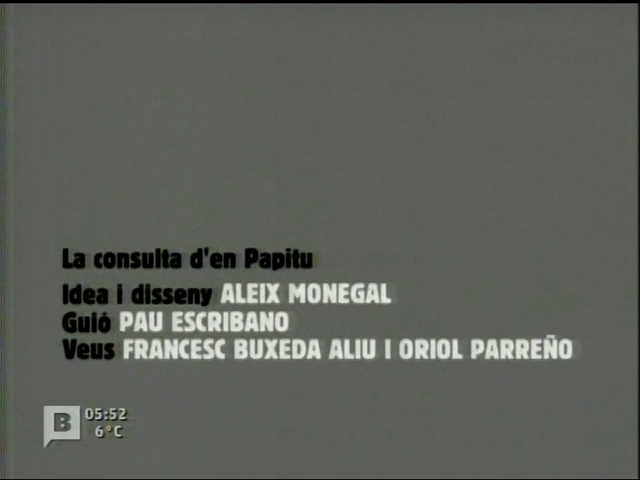 La consulta d'en Papitu
Idea i disseny ALEIX MONEGAL
Guió PAU ESCRIBANO
Veus FRANCESC BUXEDA ALIU I ORIOL PARREÑO
B 05:52
6°C